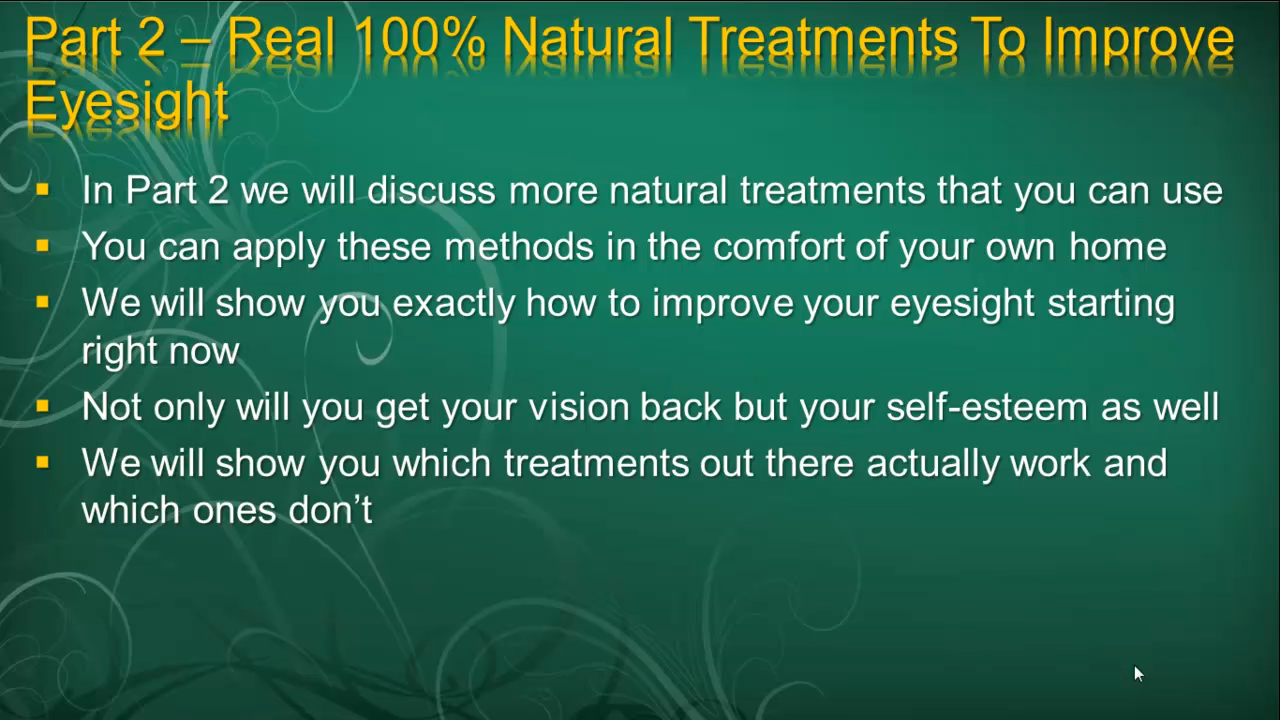 Part 2 – Real 100% Natural Treatments To Improve
Eyesight
▪ In Part 2 we will discuss more natural treatments that you can use
▪ You can apply these methods in the comfort of your own home
▪ We will show you exactly how to improve your eyesight starting
right now
▪ Not only will you get your vision back but your self-esteem as well
▪ We will show you which treatments out there actually work and
which ones don’t